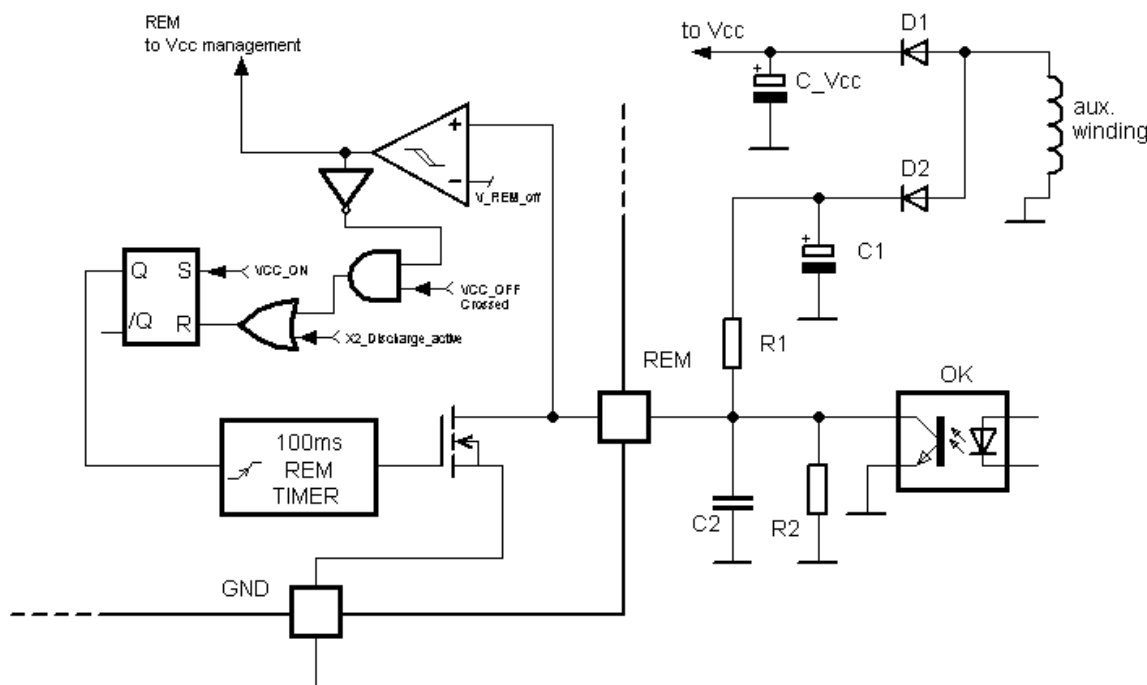 REM
to Vcc management
to Vcc
D1
+
C_Vcc
aux.
winding
+
−
V_REM_off
D2
+
C1
Q
S
VCC_ON
VCC_OFF
Crossed
/Q
R
X2_Discharge_active
R1
REM
OK
100ms
REM
TIMER
C2
R2
GND